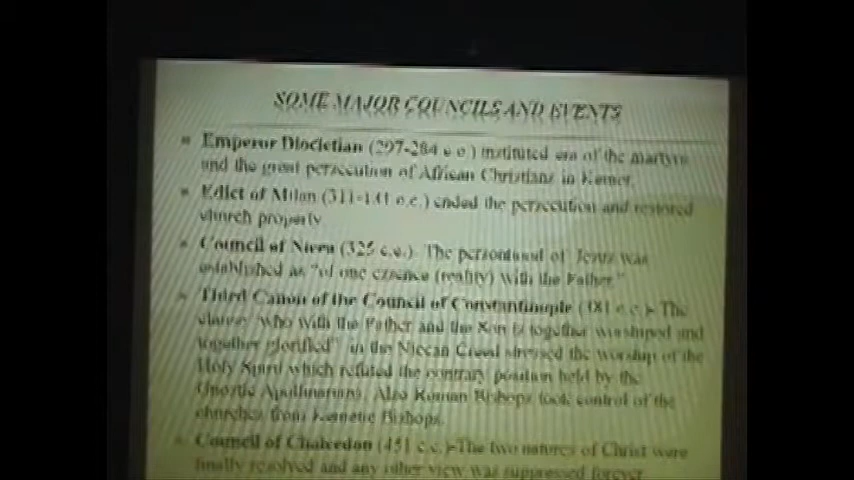 SOME MAJOR COUNCILS AND EVENTS
Emperor Diocletian (297-284 c.e.) instituted era of the martyrs
and the great persecution of African Christians in Kemet.
Edict of Milan (311- c.e.) ended the persecution and restored
church property
Council of Nicea (325 c.e.) The of Jesus was
established as "of one essence (reality) with the Father."
Third Canon of the Council of Constantinople (381 c.e.)- The
clause "who with the Father and the Son is together worshiped and
together glorified" in the Nicean Creed stressed the worship of the
Holy Spirit which refuted the contrary position held by the
Gnostic Apollinarians. Also Roman Bishops took control of the
churches from Kemetic Bishops.
Council of Chalcedon (451 c.e.)-The two natures of Christ were
finally resolved and any other view was suppressed forever